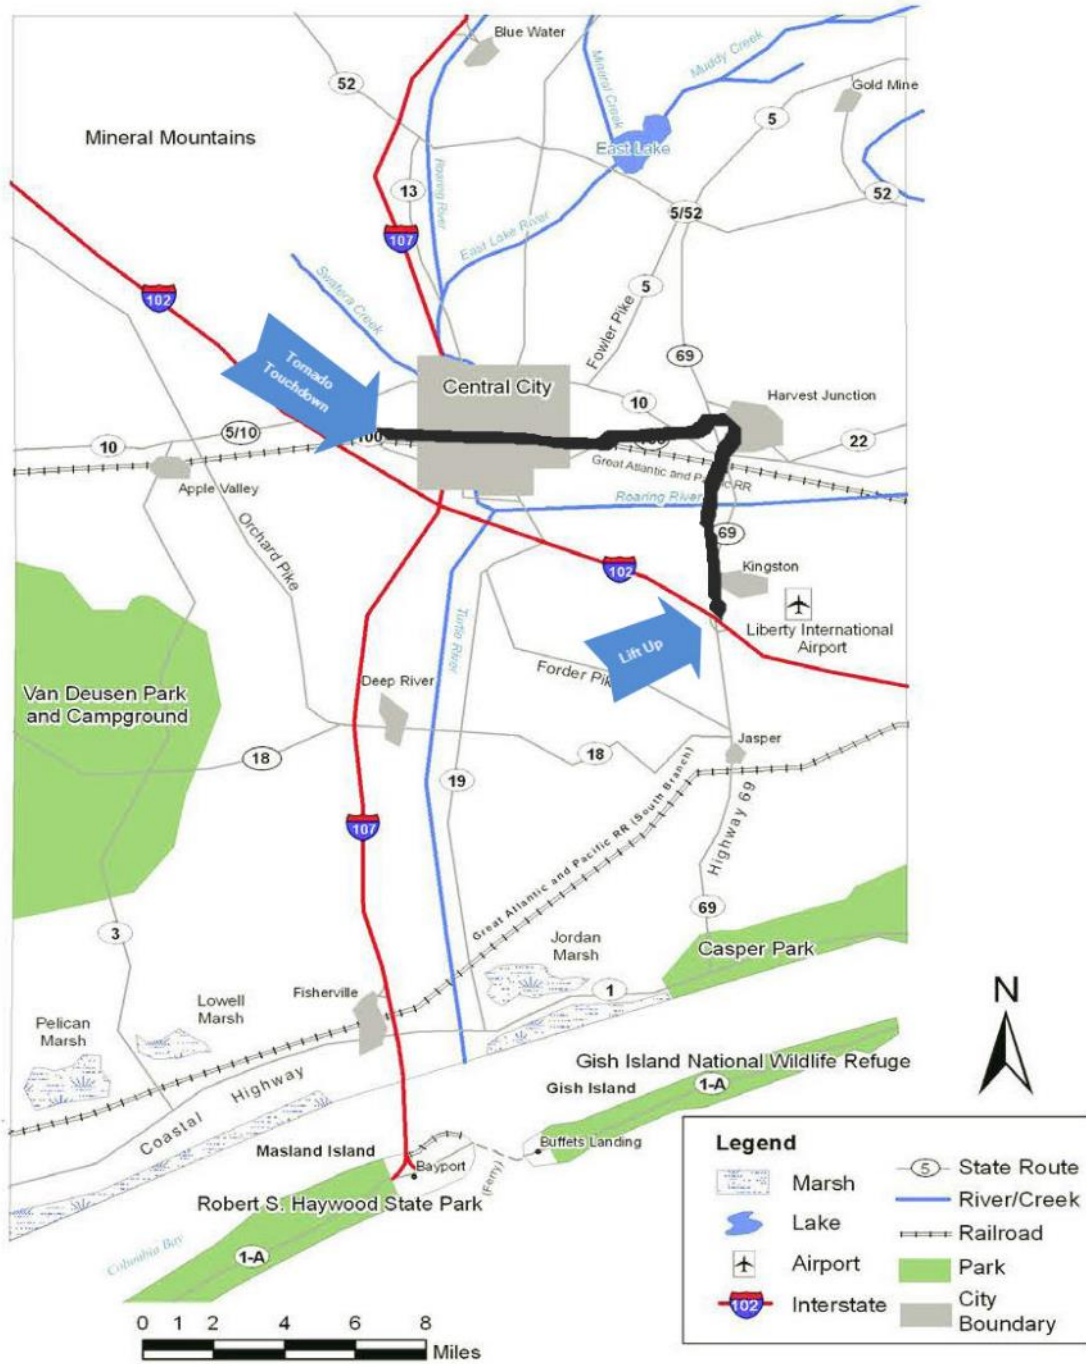 Blue Water
52
Mineral Creek
Muddy Creek
Gold Mine
5
Mineral Mountains
East Lake
Roaring River
13
52
5/52
107
East Lake River
Swatera Creek
102
5
Fowler Pike
69
Tornado
Touchdown
Central City
Harvest Junction
10
5/10
10
100
22
Great Atlantic and Pacific RR
Apple Valley
Roaring River
Orchard Pike
69
102
Kingston
Liberty International
Airport
Turtle River
Lift Up
Forder Pik
Van Deusen Park
and Campground
Deep River
18
18
Jasper
19
Highway 69
107
Great Atlantic and Pacific RR (South Branch)
69
3
Jordan
Marsh
Casper Park
Fisherville
1
Lowell
Marsh
Pelican
Marsh
N
Gish Island National Wildlife Refuge
Gish Island
1-A
Coastal Highway
Masland Island
Buffets Landing
Bayport
(Ferry)
Robert S. Haywood State Park
Columbia Bay
1-A
Legend
Marsh
Lake
Airport
102
Interstate
5
State Route
River/Creek
Railroad
Park
City
Boundary
0 1 2 4 6 8
Miles